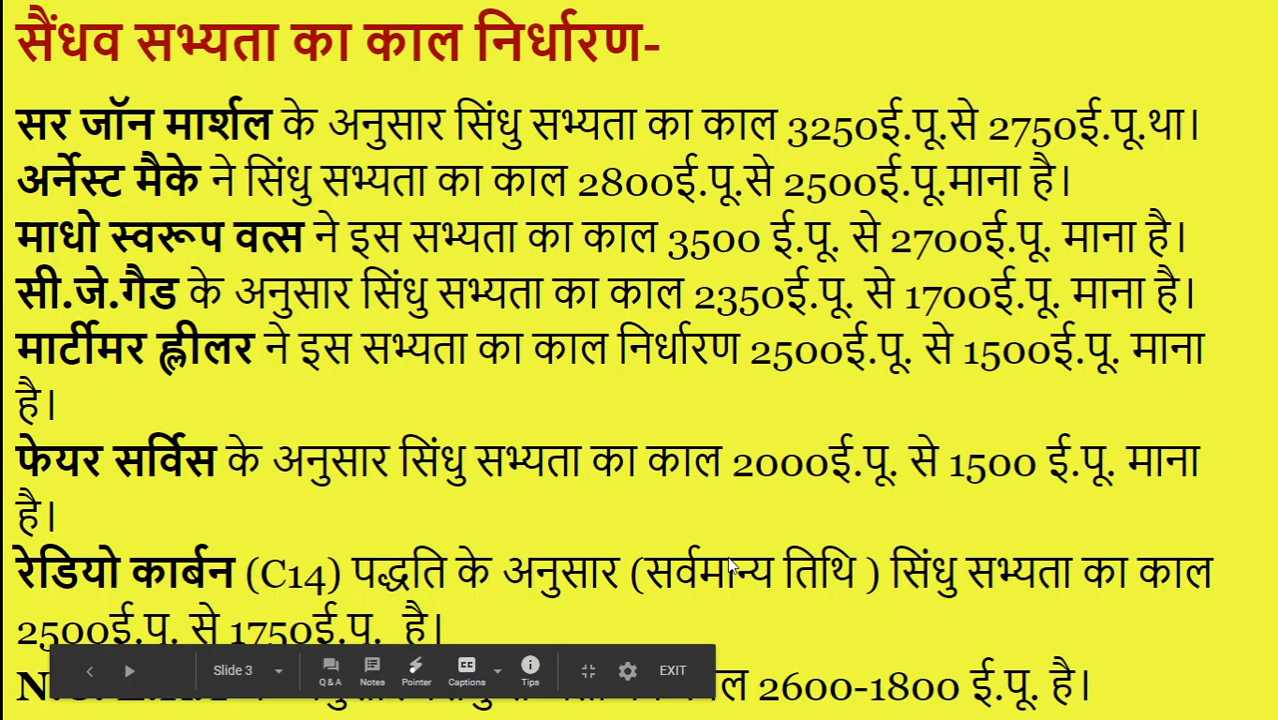 सैंधव सभ्यता का काल निर्धारण-
सर जॉन मार्शल के अनुसार सिंधु सभ्यता का काल 3250ई.पू.से 2750ई.पू.था।
अर्नेस्ट मैके ने सिंधु सभ्यता का काल 2800ई.पू.से 2500ई.पू.माना है।
माधो स्वरूप वत्स ने इस सभ्यता का काल 3500 ई.पू. से 2700ई.पू. माना है।
सी.जे.गैड के अनुसार सिंधु सभ्यता का काल 2350ई.पू. से 1700ई.पू. माना है।
मार्टीमर ह्वीलर ने इस सभ्यता का काल निर्धारण 2500ई.पू. से 1500ई.पू. माना
है।
फेयर सर्विस के अनुसार सिंधु सभ्यता का काल 2000ई.पू. से 1500 ई.पू. माना
है।
रेडियो कार्बन (C14) पद्धति के अनुसार (सर्वमान्य तिथि ) सिंधु सभ्यता का काल
2500ई.पू. से 1750ई.पू. है।
2600-1800 ई.पू. है।
Slide 3
Q & A
Notes
Pointer
Captions
Tips
EXIT